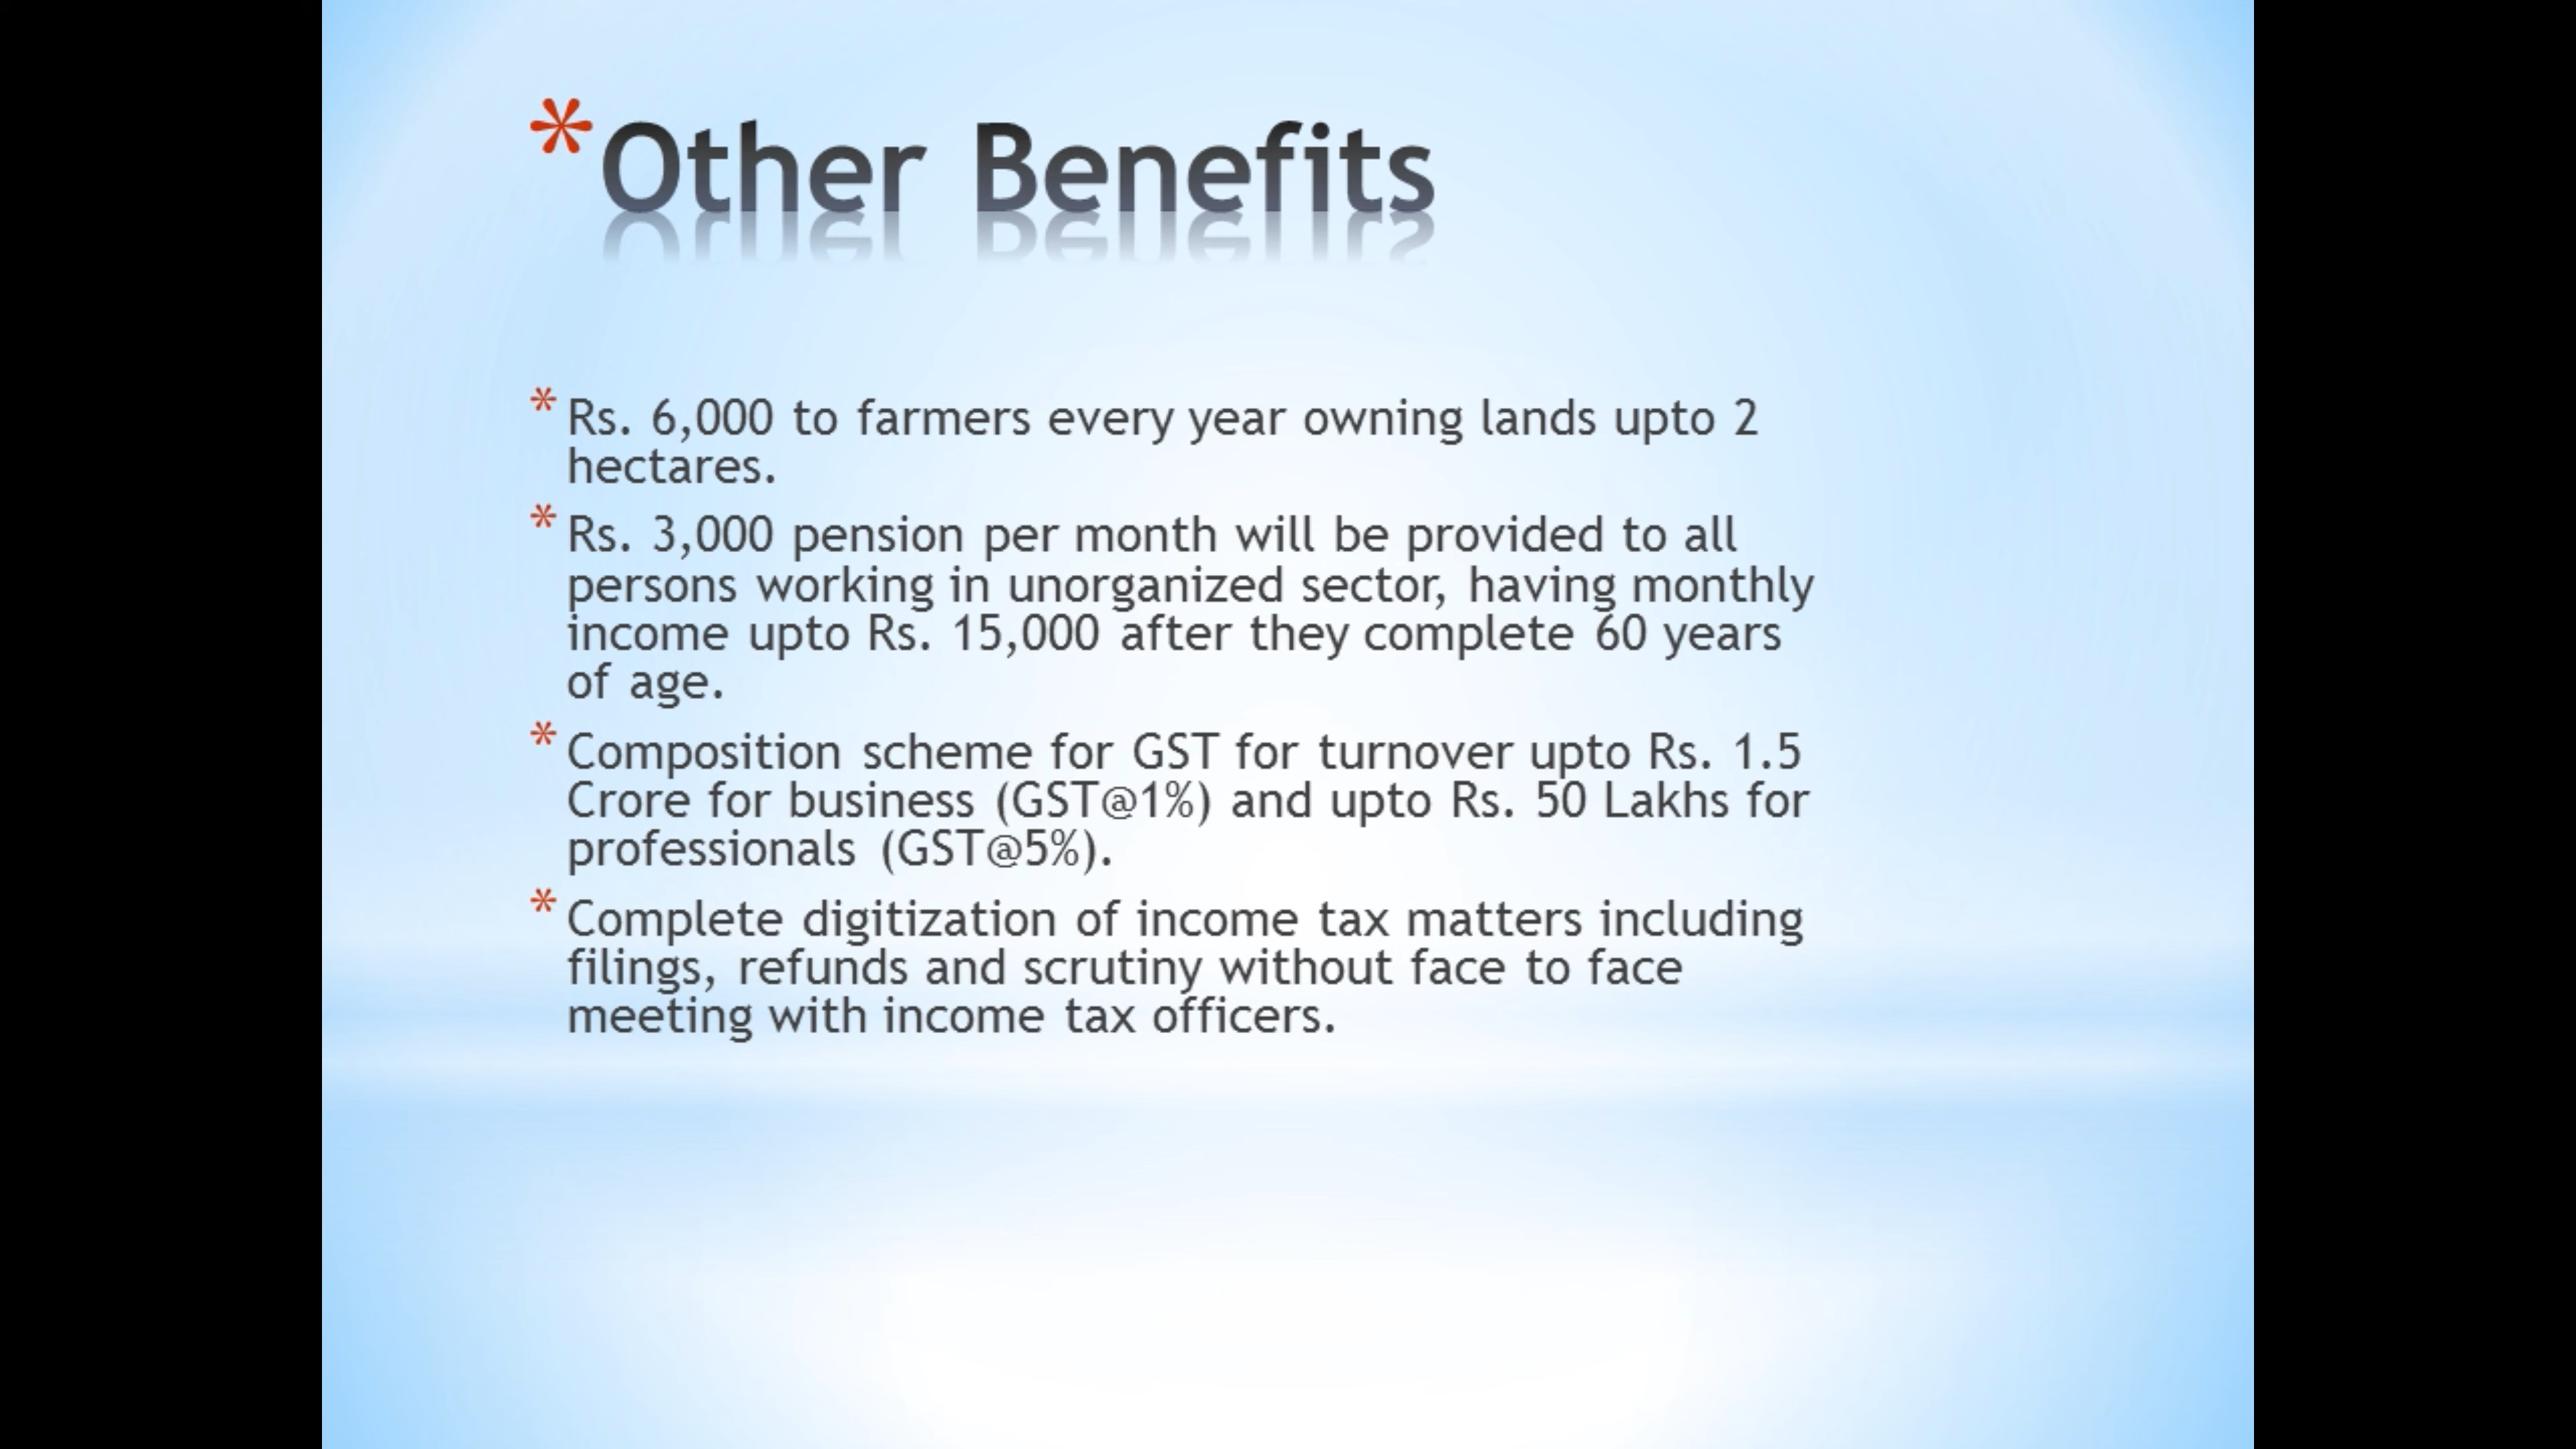 *Other Benefits
* Rs. 6,000 to farmers every year owning lands upto 2
hectares.
* Rs. 3,000 pension per month will be provided to all
persons working in unorganized sector, having monthly
income upto Rs. 15,000 after they complete 60 years
of age.
* Composition scheme for GST for turnover upto Rs. 1.5
Crore for business (GST@1%) and upto Rs. 50 Lakhs for
professionals (GST@5%).
* Complete digitization of income tax matters including
filings, refunds and scrutiny without face to face
meeting with income tax officers.